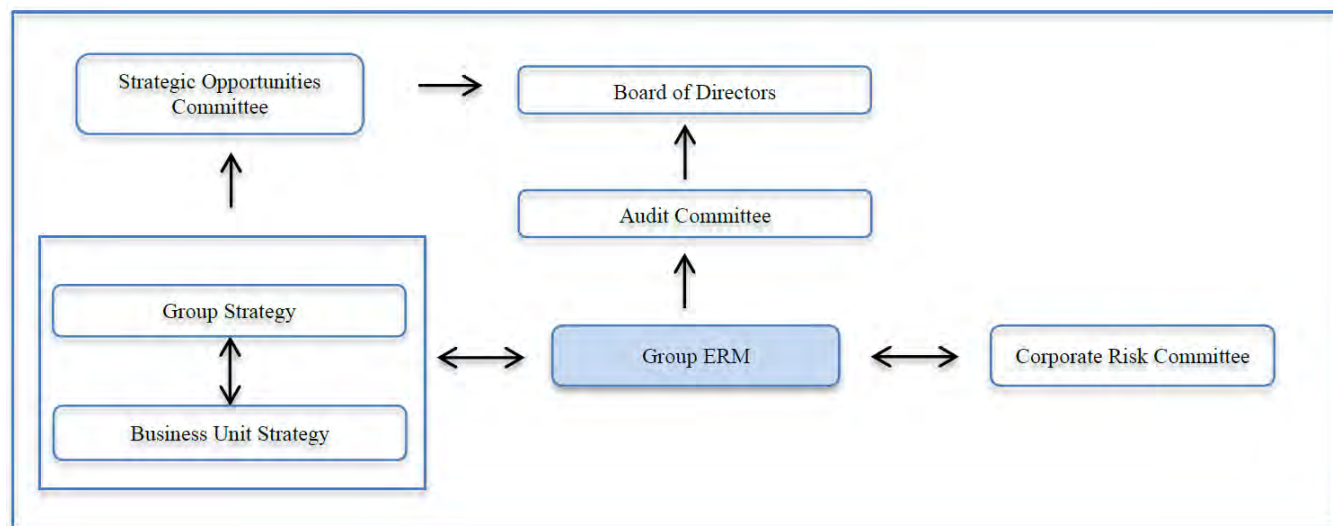 Strategic Opportunities
Committee
Board of Directors
Audit Committee
Group Strategy
Group ERM
Corporate Risk Committee
Business Unit Strategy